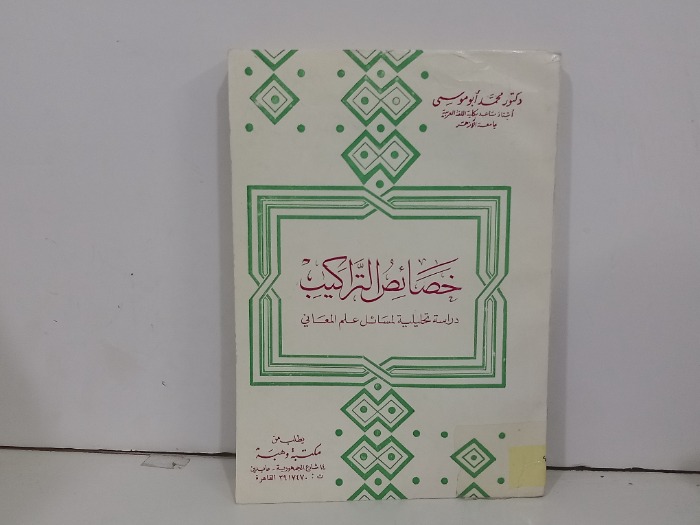 دكتور محمد أبو موسى
أستاذ مساعد بكلية اللغة العربية
جامعة الأزهر
خصائص التراكيب
دراسة تحليلية لمسائل علم المعاني
يطلب من
مكتبة وهبة
١٤ شارع الجمهورية - عابدين
ت : ٣٩١٧٤٧٠ القاهرة